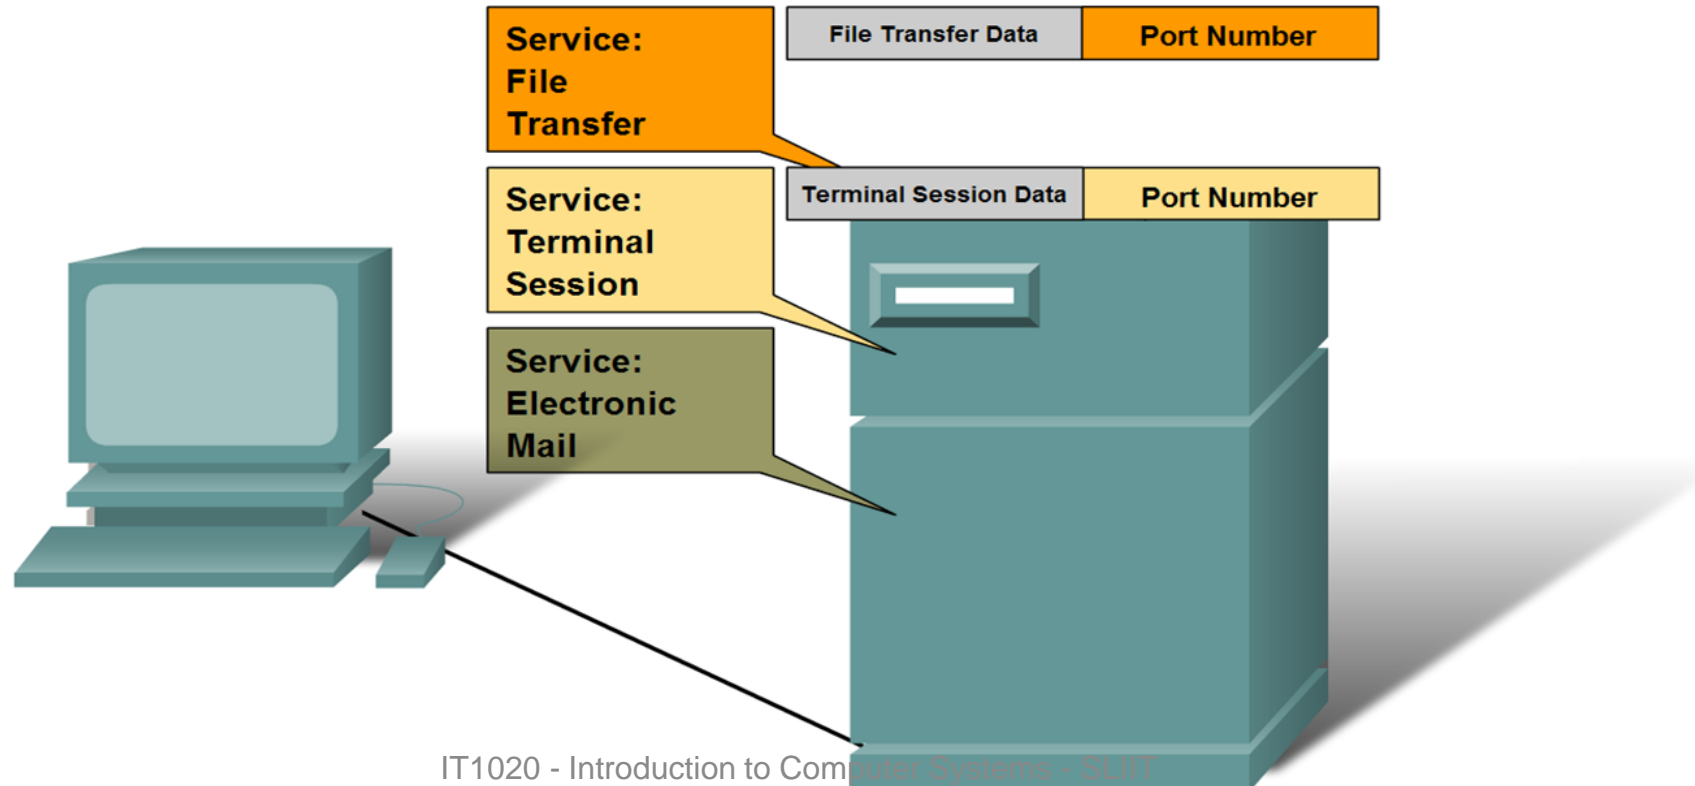 Service:
File
Transfer
File Transfer Data
Port Number
Service:
Terminal
Session
Terminal Session Data
Port Number
Service:
Electronic
Mail
IT1020 - Introduction to Computer Systems - SLIIT